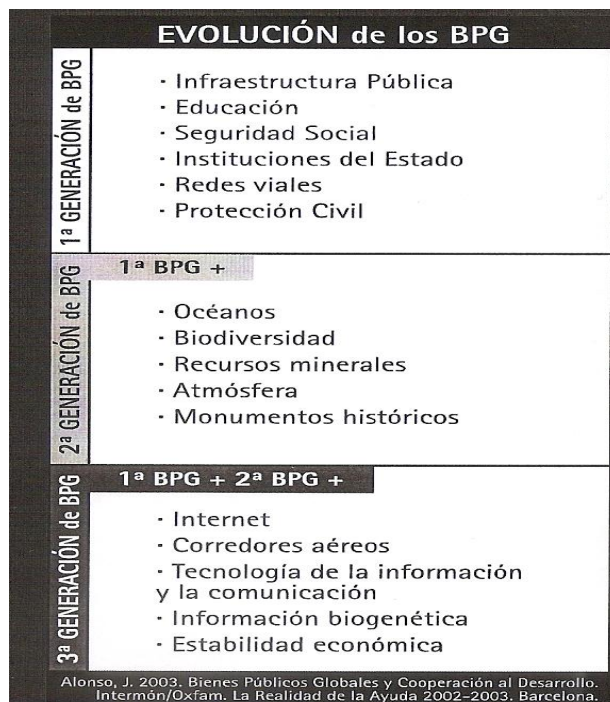 EVOLUCIÓN de los BPG
1ª GENERACIÓN de BPG
· Infraestructura Pública
· Educación
· Seguridad Social
· Instituciones del Estado
· Redes viales
· Protección Civil
2ª GENERACIÓN de BPG
1ª BPG +
· Océanos
· Biodiversidad
· Recursos minerales
· Atmósfera
· Monumentos históricos
3ª GENERACIÓN de BPG
1ª BPG + 2ª BPG +
· Internet
· Corredores aéreos
· Tecnología de la información
y la comunicación
· Información biogenética
· Estabilidad económica
Alonso, J. 2003. Bienes Públicos Globales y Cooperación al Desarrollo.
Intermón/Oxfam. La Realidad de la Ayuda 2002-2003. Barcelona.